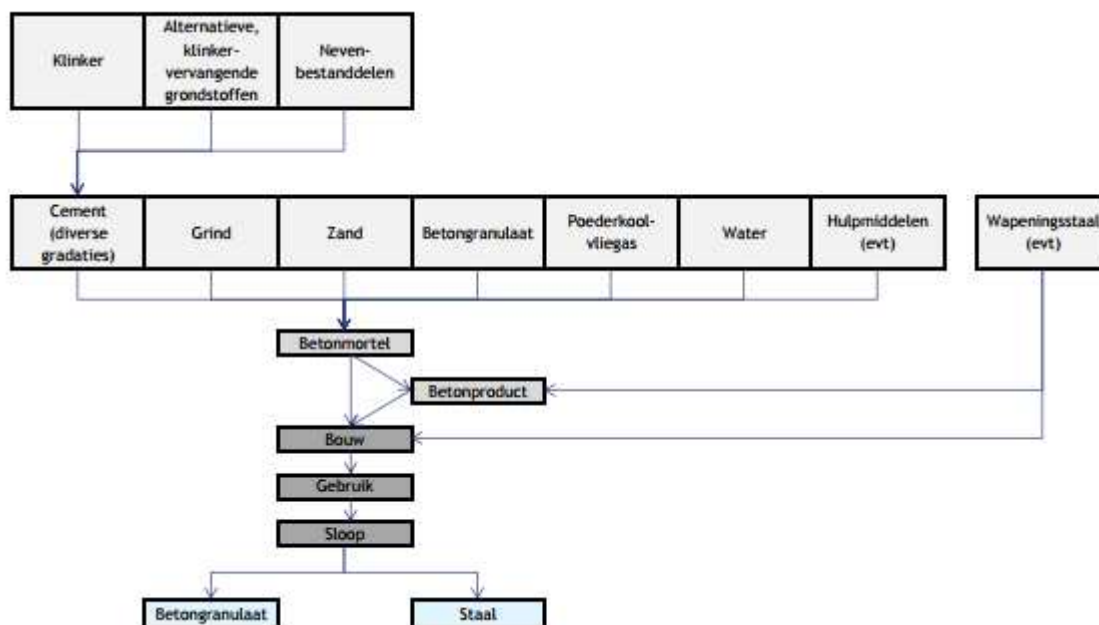 Klinker
Alternatieve,
klinker-
vervangende
grondstoffen
Neven-
bestanddelen
Cement
(diverse
gradaties)
Grind
Zand
Betongranulaat
Poederkool-
vliegas
Water
Hulpmiddelen
(evt)
Wapeningsstaal
(evt)
Betonmortel
Betonproduct
Bouw
Gebruik
Sloop
Betongranulaat
Staal